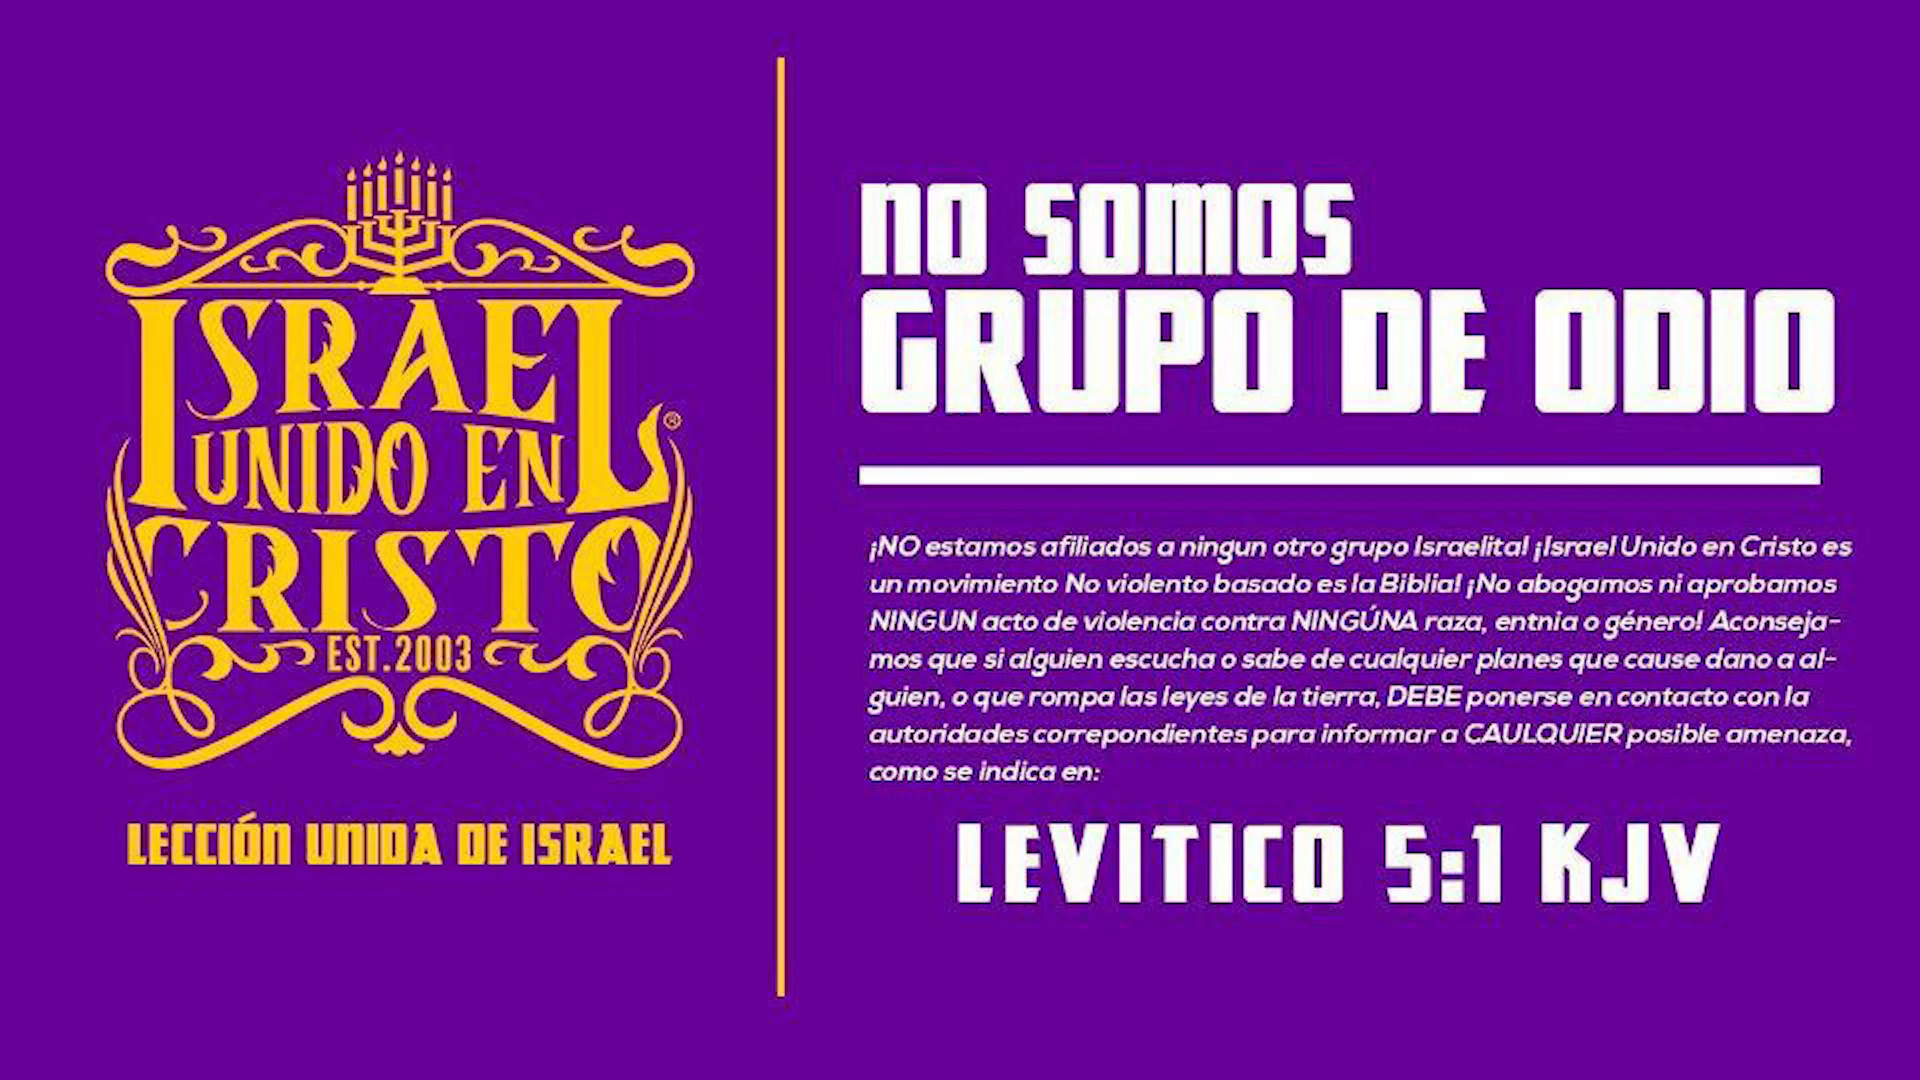 ISRAEL
UNIDO EN
CRISTO
®
EST.2003
LECCIÓN UNIDA DE ISRAEL
NO SOMOS
GRUPO DE ODIO
¡NO estamos afiliados a ningun otro grupo Israelita! ¡Israel Unido en Cristo es
un movimiento No violento basado es la Biblia! ¡No abogamos ni aprobamos
NINGUN acto de violencia contra NINGÚNA raza, entnia o género! Aconseja-
mos que si alguien escucha o sabe de cualquier planes que cause dano a al-
guien, o que rompa las leyes de la tierra, DEBE ponerse en contacto con la
autoridades correpondientes para informar a CAULQUIER posible amenaza,
como se indica en:
LEVITICO 5:1 KJV